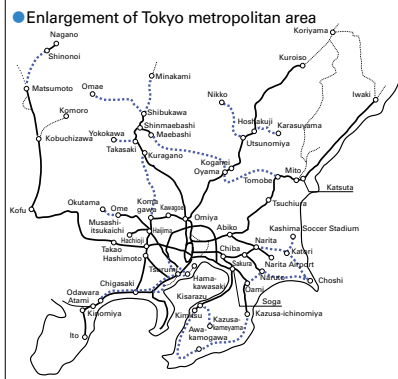 Enlargement of Tokyo metropolitan area
Koriyama
Nagano
Shinonoi
Kuroiso
Minakami
Matsumoto
Omae
Nikko
Iwaki
Komoro
Shibukawa
Hoshakuji
Karasuyama
Shinmaebashi
Yokokawa
Maebashi
Kobuchizawa
Takasaki
Utsunomiya
Kuragano
Koganei
Oyama
Mito
Tomobe
Katsuta
Tsuchiura
Kofu
Okutama
Ome
Koma
gawa
Kawagoe
Omiya
Musashi-
itsukaichi
Haijima
Abiko
Kashima Soccer Stadium
Hachioji
Takao
Chiba
Narita
Katori
Hashimoto
Sakura
Narita Airport
Tsurumi
Naruto
Choshi
Chigasaki
Hama-
kawasaki
Oami
Odawara
Kisarazu
Soga
Atami
Kinomiya
Kimitsu
Kazusa-
kameyama
Kazusa-ichinomiya
Ito
Awa-
kamogawa